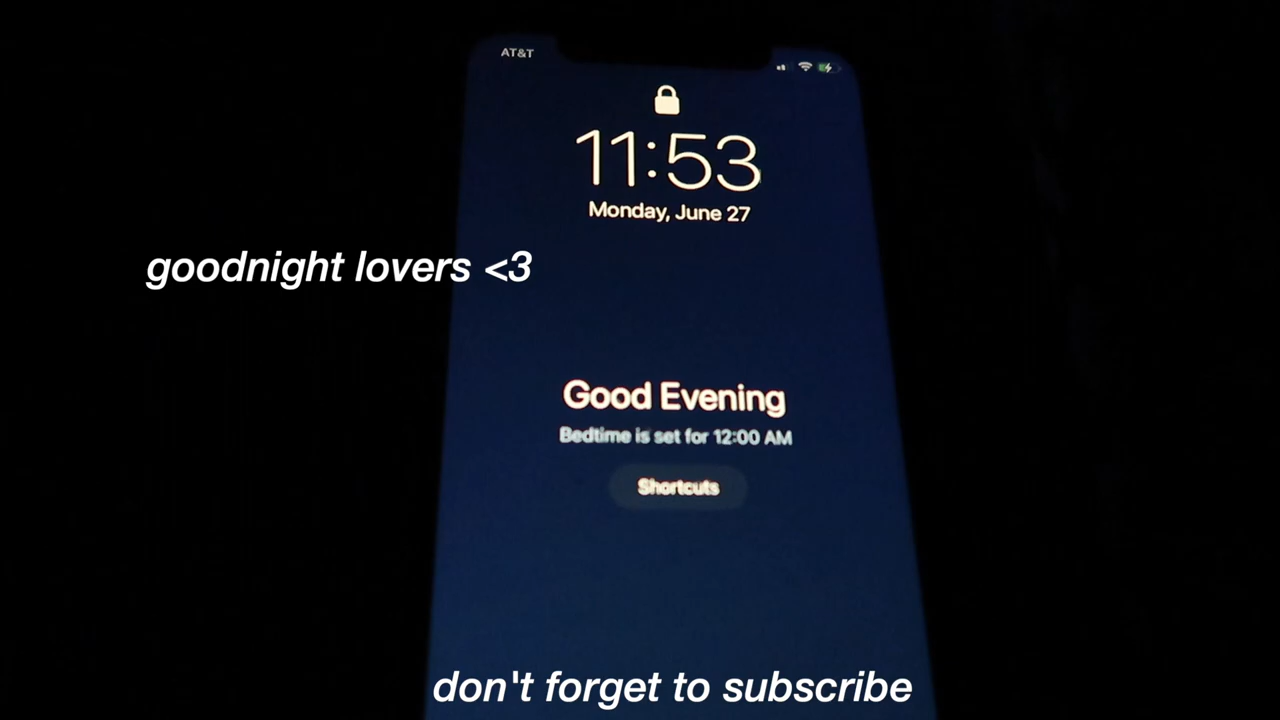 AT&T
11:53
Monday, June 27
goodnight lovers <3
Good Evening
Bedtime is set for 12:00 AM
Shortcuts
don't forget to subscribe